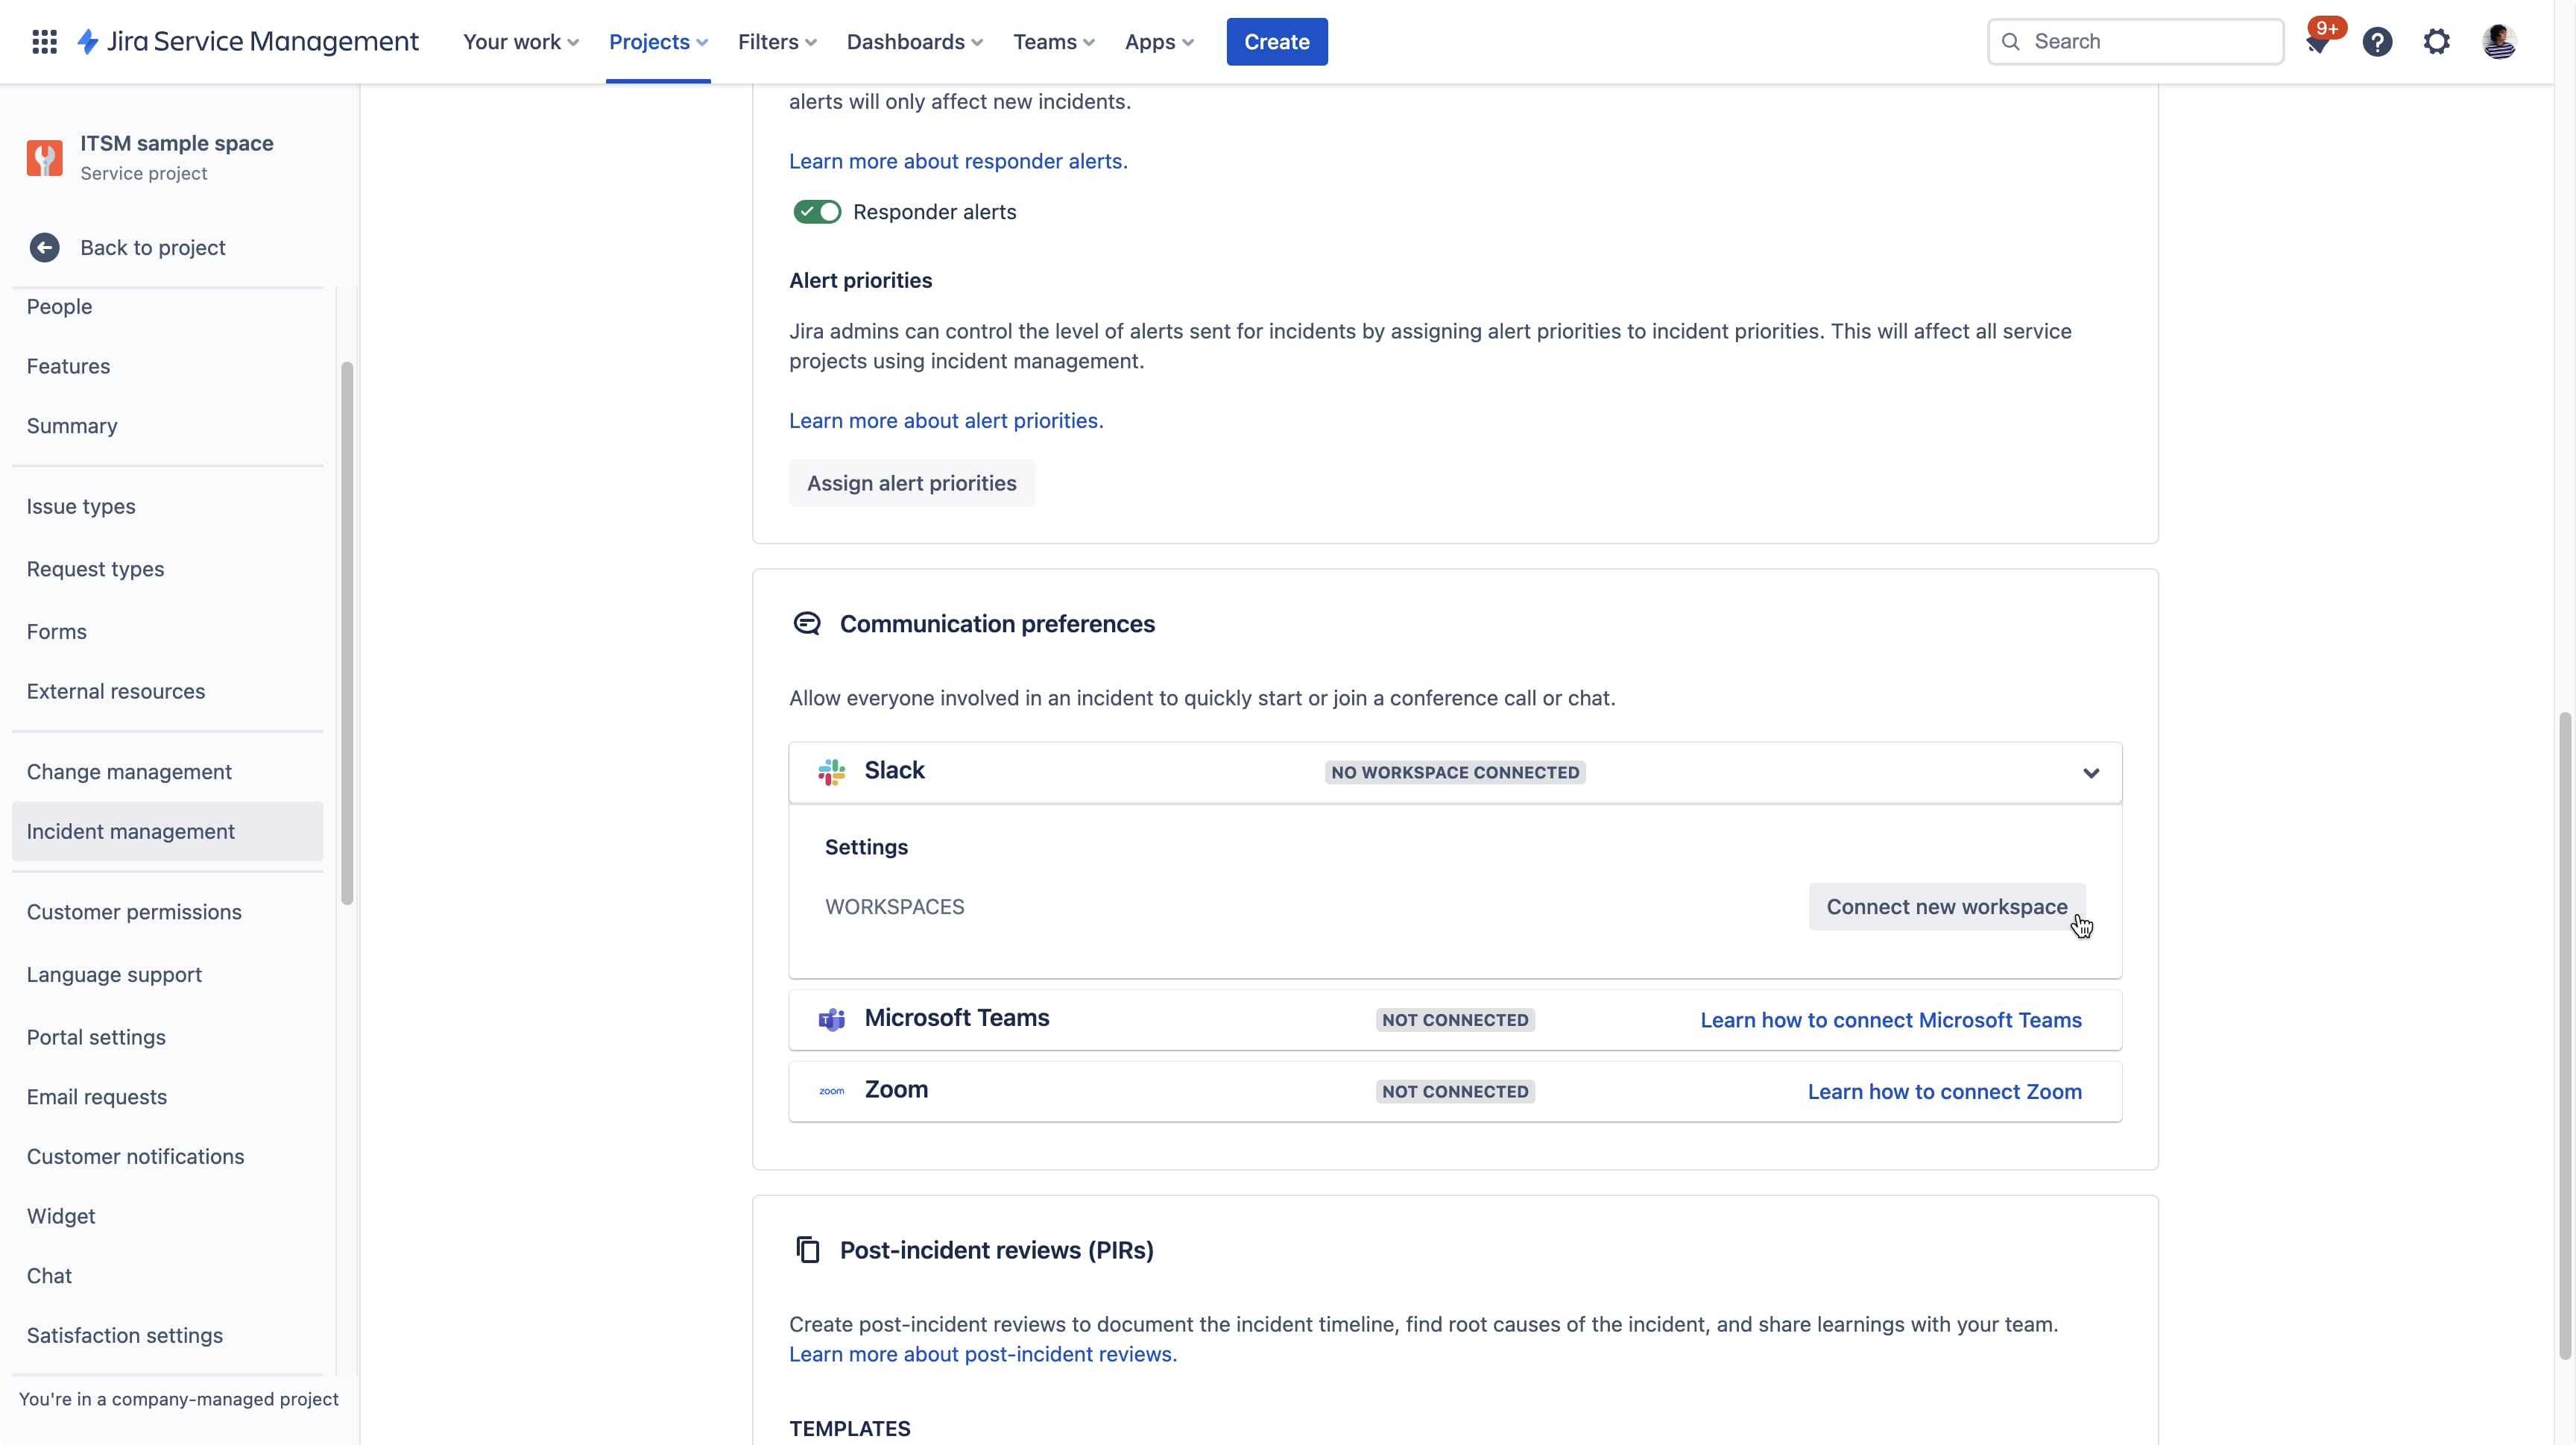 Jira Service Management
Your work
Projects
Filters
Dashboards
Teams
Apps
Create
Search
9+
ITSM sample space
Service project
Back to project
People
Features
Summary
Issue types
Request types
Forms
External resources
Change management
Incident management
Customer permissions
Language support
Portal settings
Email requests
Customer notifications
Widget
Chat
Satisfaction settings
You're in a company-managed project
alerts will only affect new incidents.
Learn more about responder alerts.
Responder alerts
Alert priorities
Jira admins can control the level of alerts sent for incidents by assigning alert priorities to incident priorities. This will affect all service
projects using incident management.
Learn more about alert priorities.
Assign alert priorities
Communication preferences
Allow everyone involved in an incident to quickly start or join a conference call or chat.
Slack
NO WORKSPACE CONNECTED
Settings
WORKSPACES
Connect new workspace
Microsoft Teams
NOT CONNECTED
Learn how to connect Microsoft Teams
zoom
Zoom
NOT CONNECTED
Learn how to connect Zoom
Post-incident reviews (PIRs)
Create post-incident reviews to document the incident timeline, find root causes of the incident, and share learnings with your team.
Learn more about post-incident reviews.
TEMPLATES